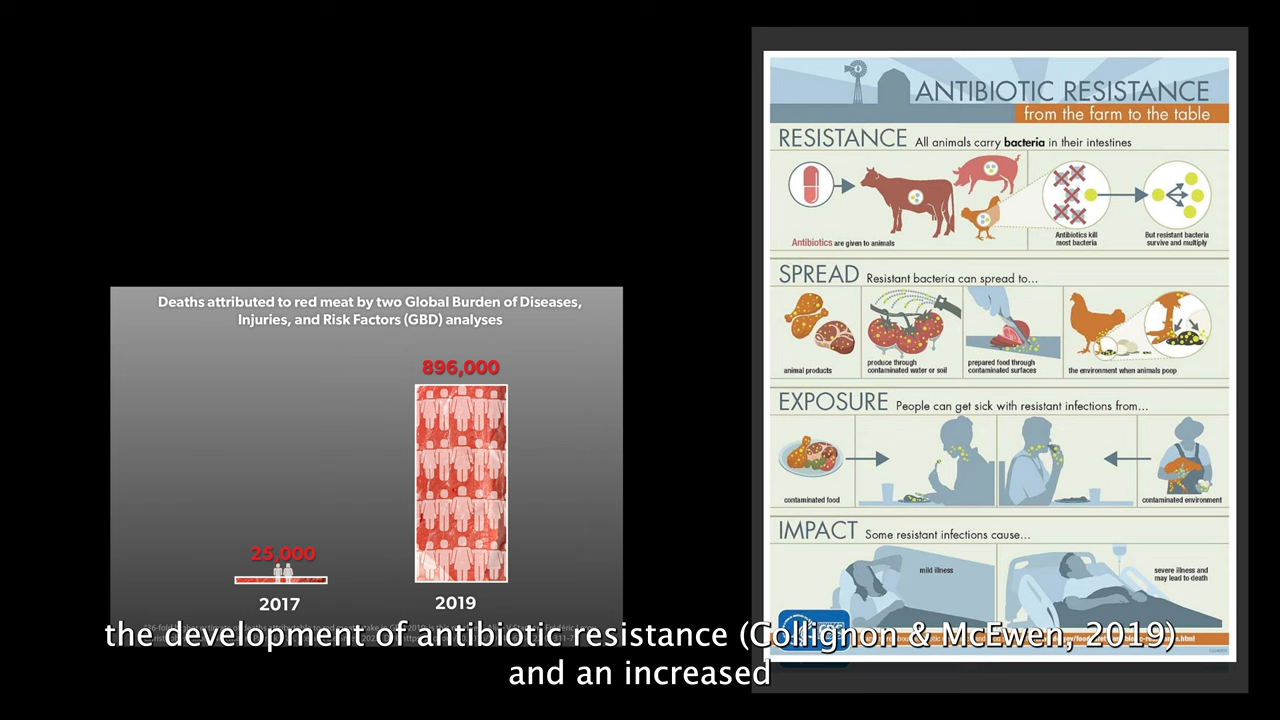 Deaths attributed to red meat by two Global Burden of Diseases,
Injuries, and Risk Factors (GBD) analyses
896,000
25,000
2017
2019
ANTIBIOTIC RESISTANCE
from the farm to the table
RESISTANCE All animals carry bacteria in their intestines
Antibiotics are given to animals
Antibiotics kill
most bacteria
But resistant bacteria
survive and multiply
SPREAD Resistant bacteria can spread to...
animal products
produce through
contaminated water or soil
prepared food through
contaminated surfaces
the environment when animals poop
EXPOSURE People can get sick with resistant infections from...
contaminated food
contaminated environment
IMPACT Some resistant infections cause...
mild illness
severe illness and
may lead to death
the development of antibiotic resistance (Collignon & McEwen, 2019)
and an increased